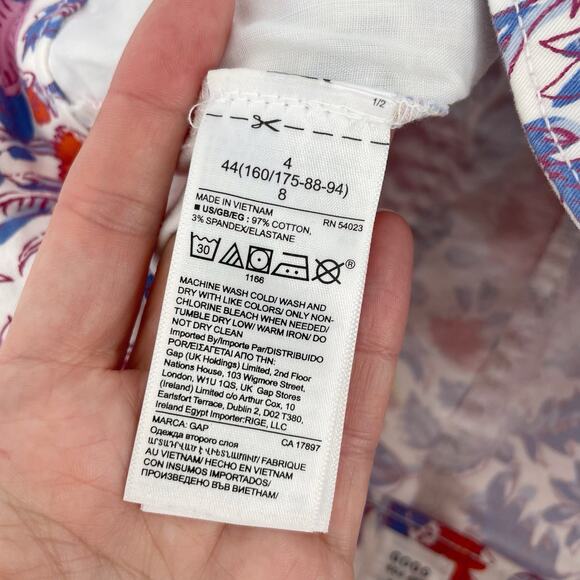 1/2
4
44(160/175-88-94)
8
MADE IN VIETNAM RN 54023
■ US/GB/EG : 97% COTTON,
3% SPANDEX/ELASTANE
30 ®
1166
MACHINE WASH COLD/ WASH AND
DRY WITH LIKE COLORS/ ONLY NON-
CHLORINE BLEACH WHEN NEEDED/
TUMBLE DRY LOW/ WARM IRON/ DO
NOT DRY CLEAN
Imported By/Importe Par/DISTRIBUIDO
POR/ΕΙΣΑΓΕΤΑΙ ΑΠΟ ΤΗΝ:
Gap (UK Holdings) Limited, 2nd Floor
Nations House, 103 Wigmore Street,
London, W1U 1QS, UK Gap Stores
(Ireland) Limited c/o Arthur Cox, 10
Earlsfort Terrace, Dublin 2, D02 T380,
Ireland Egypt Importer:RIGE, LLC
MARCA: GAP CA 17897
Одежда второго слоя
ԱՐՏԱԴՐՎԱԾ Է ՎԻԵՏՆԱՄՈՒՄ/ FABRIQUE
AU VIETNAM/ HECHO EN VIETNAM
CON INSUMOS IMPORTADOS/
ПРОИЗВЕДЕНО ВЪВ ВИЕТНАМ/